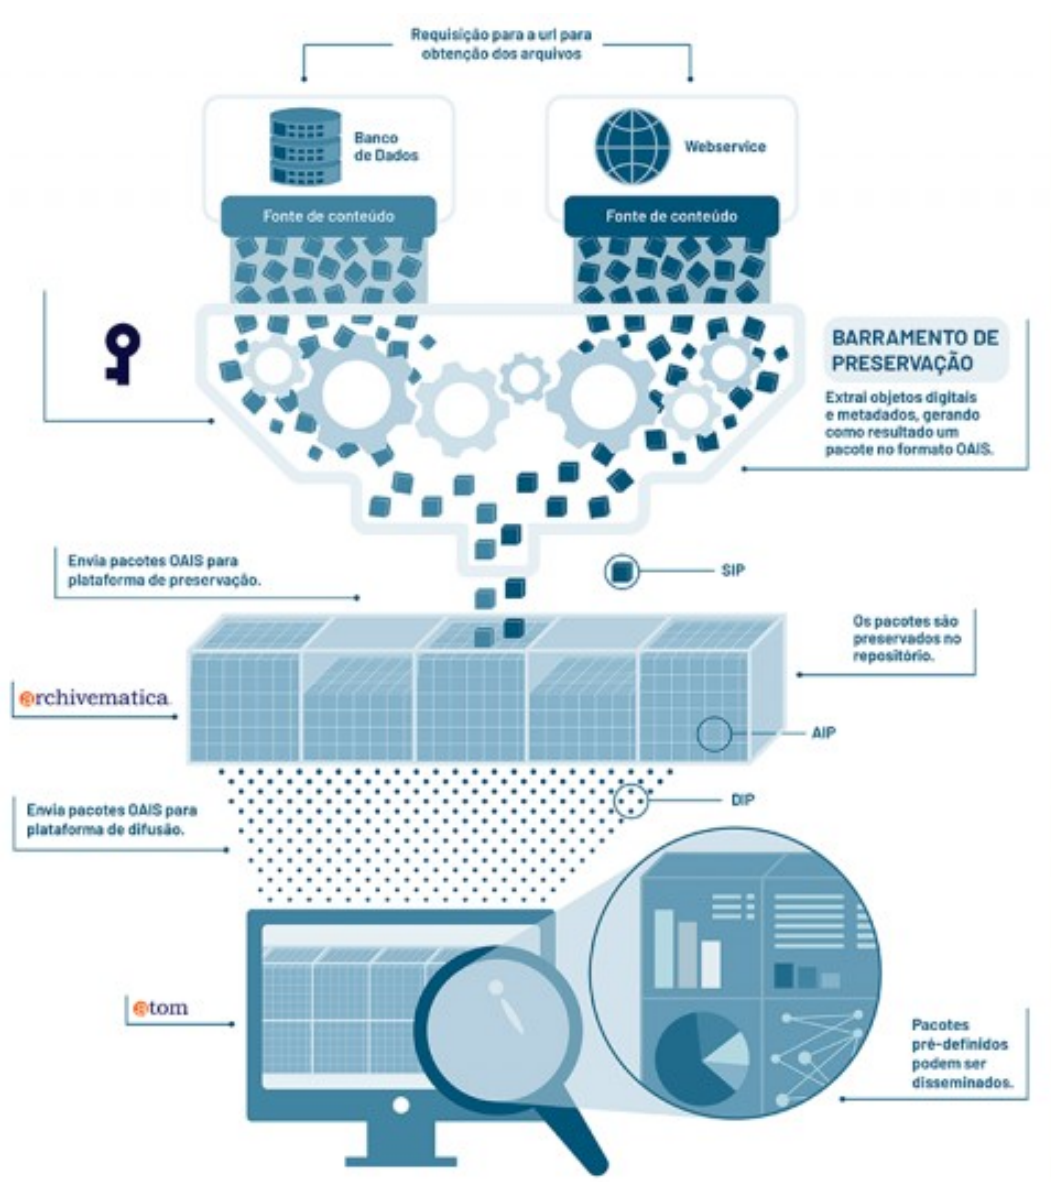 Requisição para a url para
obtenção dos arquivos
Banco
de Dados
Webservice
Fonte de conteúdo
Fonte de conteúdo
BARRAMENTO DE
PRESERVAÇÃO
Extrai objetos digitais
e metadados, gerando
como resultado um
pacote no formato OAIS.
Envia pacotes OAIS para
plataforma de preservação.
SIP
Os pacotes são
preservados no
repositório.
archivematica
AIP
Envia pacotes OAIS para
plataforma de difusão.
DIP
atom
Pacotes
pré-definidos
podem ser
disseminados.